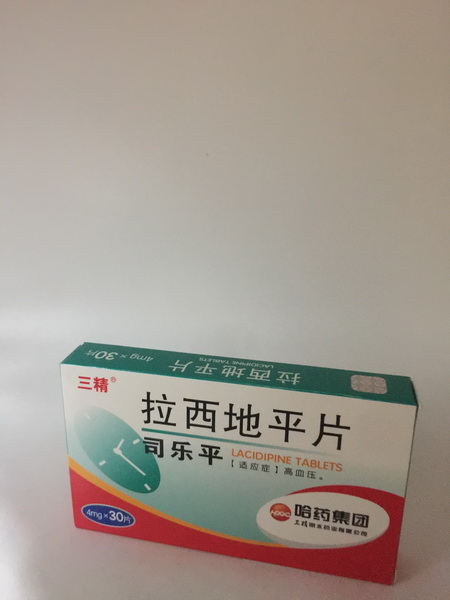 4mg×30片
拉西地平片
LACIDIPINE TABLETS
三精®
拉西地平片
司乐平
LACIDIPINE TABLETS
【适应症】高血压。
4mg×30片
哈药集团